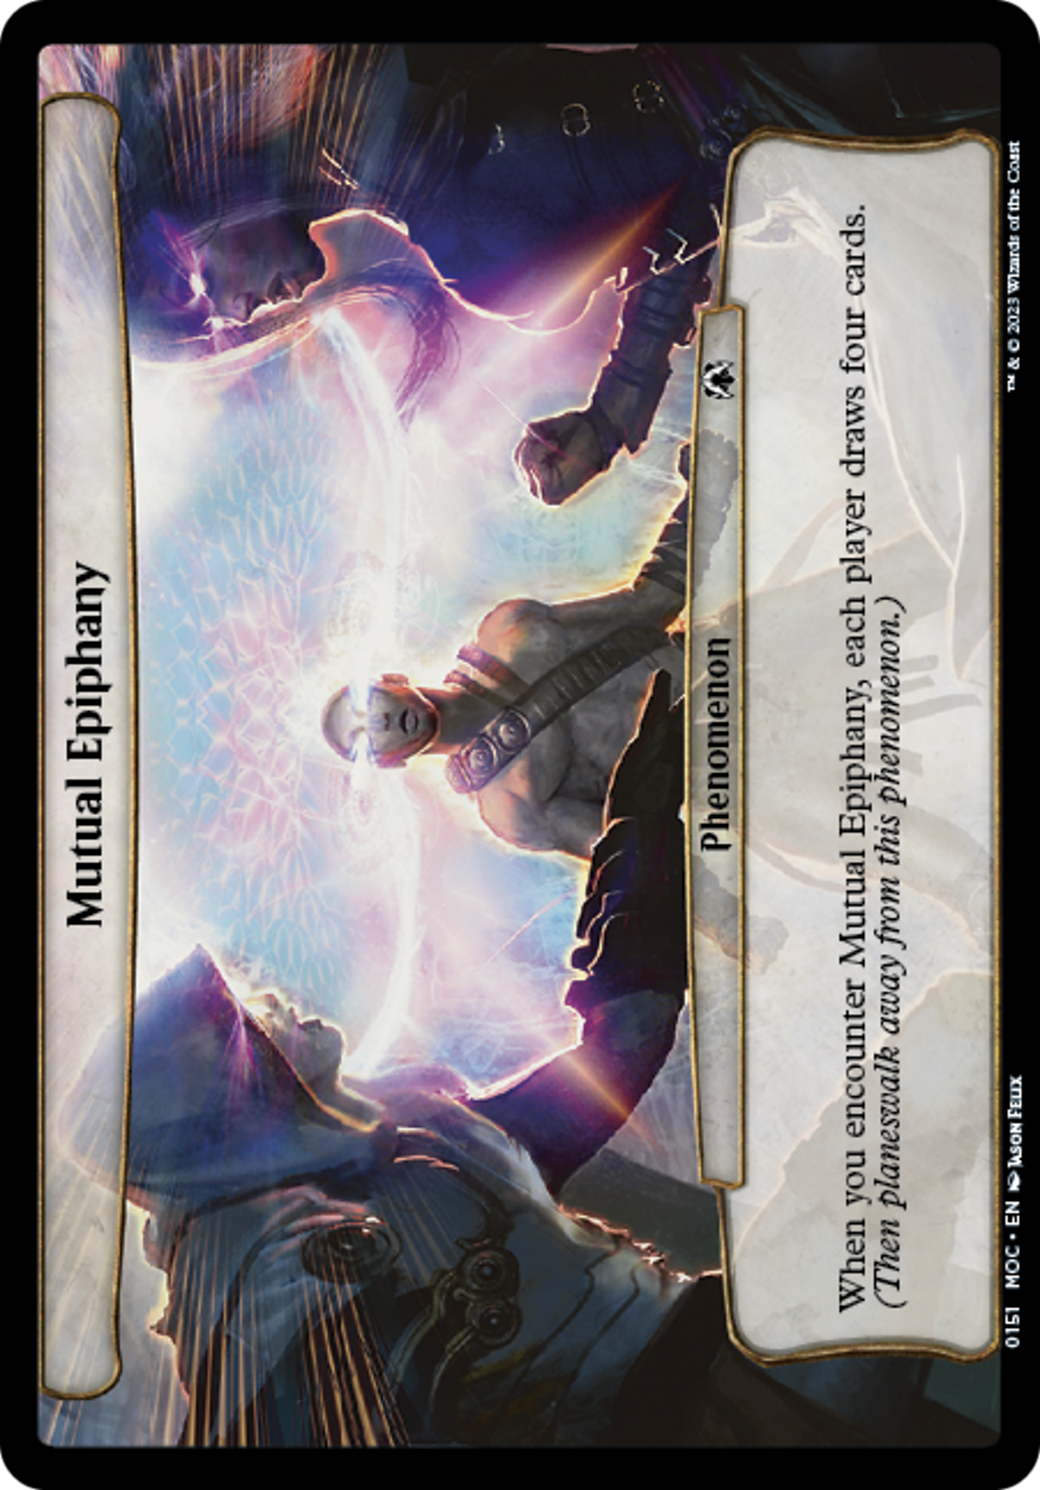 Mutual Epiphany
Phenomenon
When you encounter Mutual Epiphany, each player draws four cards.
(Then planeswalk away from this phenomenon.)
0151 MOC • EN JASON FELIX
™ & © 2023 Wizards of the Coast